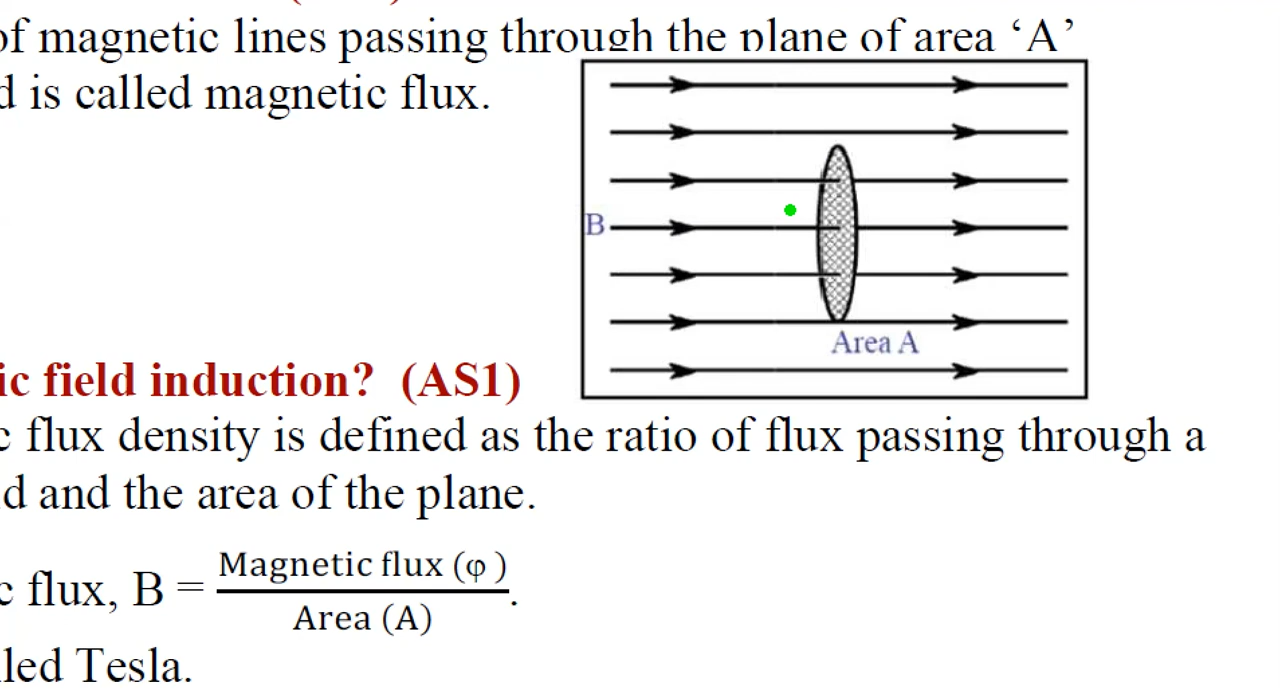 of magnetic lines passing through the plane of area ‘A’
d is called magnetic flux.
B
Area A
ic field induction? (AS1)
c flux density is defined as the ratio of flux passing through a
d and the area of the plane.
c flux, B = Magnetic flux (φ )
Area (A) .
lled Tesla.